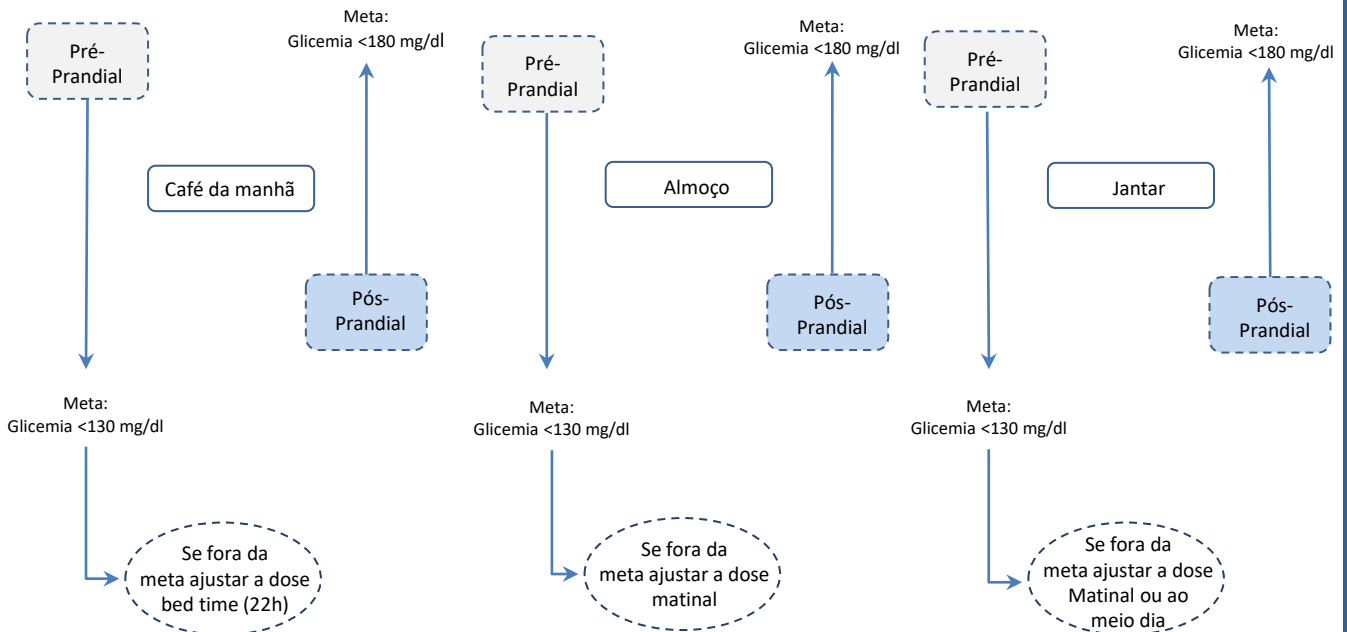 Pré-
Prandial
Meta:
Glicemia <180 mg/dl
Café da manhã
Pós-
Prandial
Meta:
Glicemia <130 mg/dl
Se fora da
meta ajustar a dose
bed time (22h)
Pré-
Prandial
Meta:
Glicemia <180 mg/dl
Almoço
Pós-
Prandial
Meta:
Glicemia <130 mg/dl
Se fora da
meta ajustar a dose
matinal
Pré-
Prandial
Meta:
Glicemia <180 mg/dl
Jantar
Pós-
Prandial
Meta:
Glicemia <130 mg/dl
Se fora da
meta ajustar a dose
Matinal ou ao
meio dia